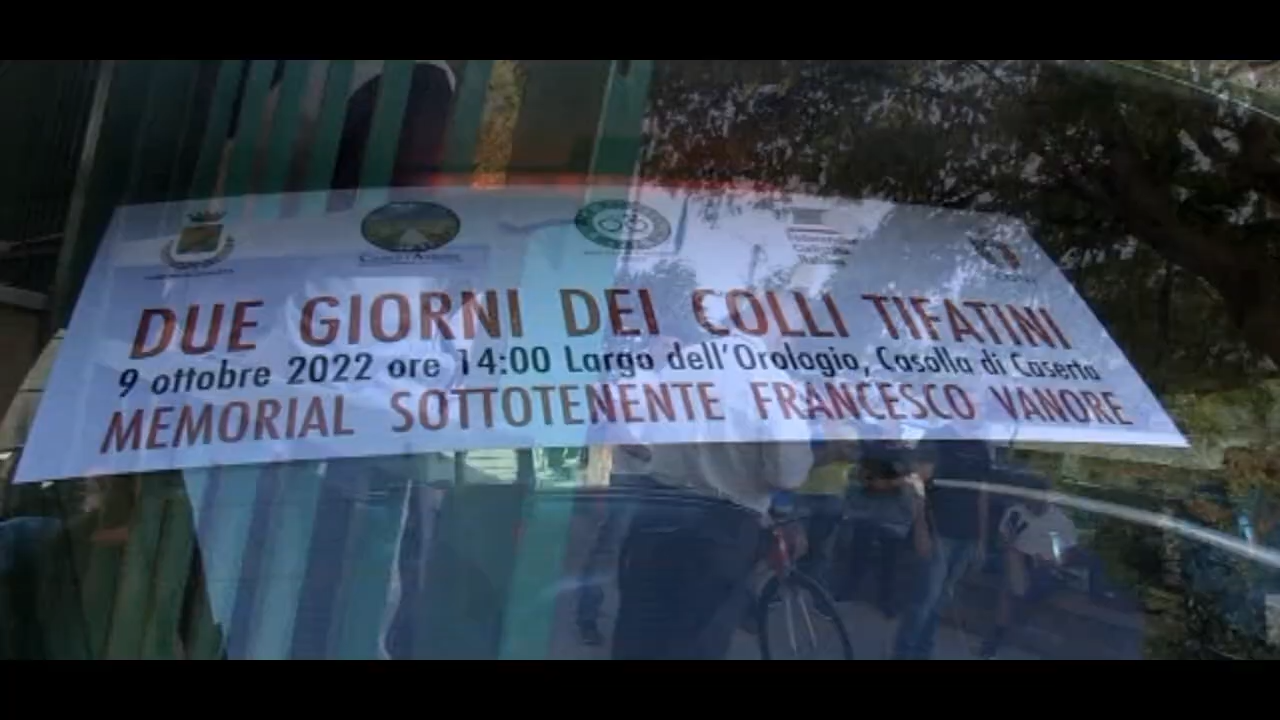 DUE GIORNI DEI COLLI TIFATINI
9 ottobre 2022 ore 14:00 Largo dell'Orologio, Casolla di Caserta
MEMORIAL SOTTOTENENTE FRANCESCO VANORE